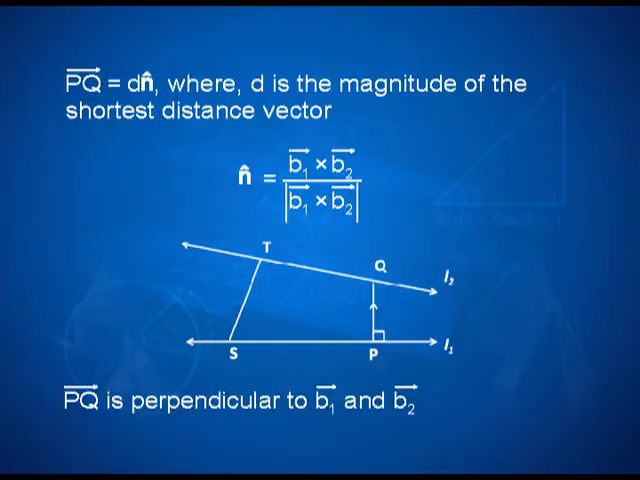 PQ⃗ = dn̂, where, d is the magnitude of the
shortest distance vector
n̂ = b₁⃗ × b₂⃗ / |b₁⃗ × b₂⃗|
T
Q
l₂
S
P
l₁
PQ⃗ is perpendicular to b₁⃗ and b₂⃗